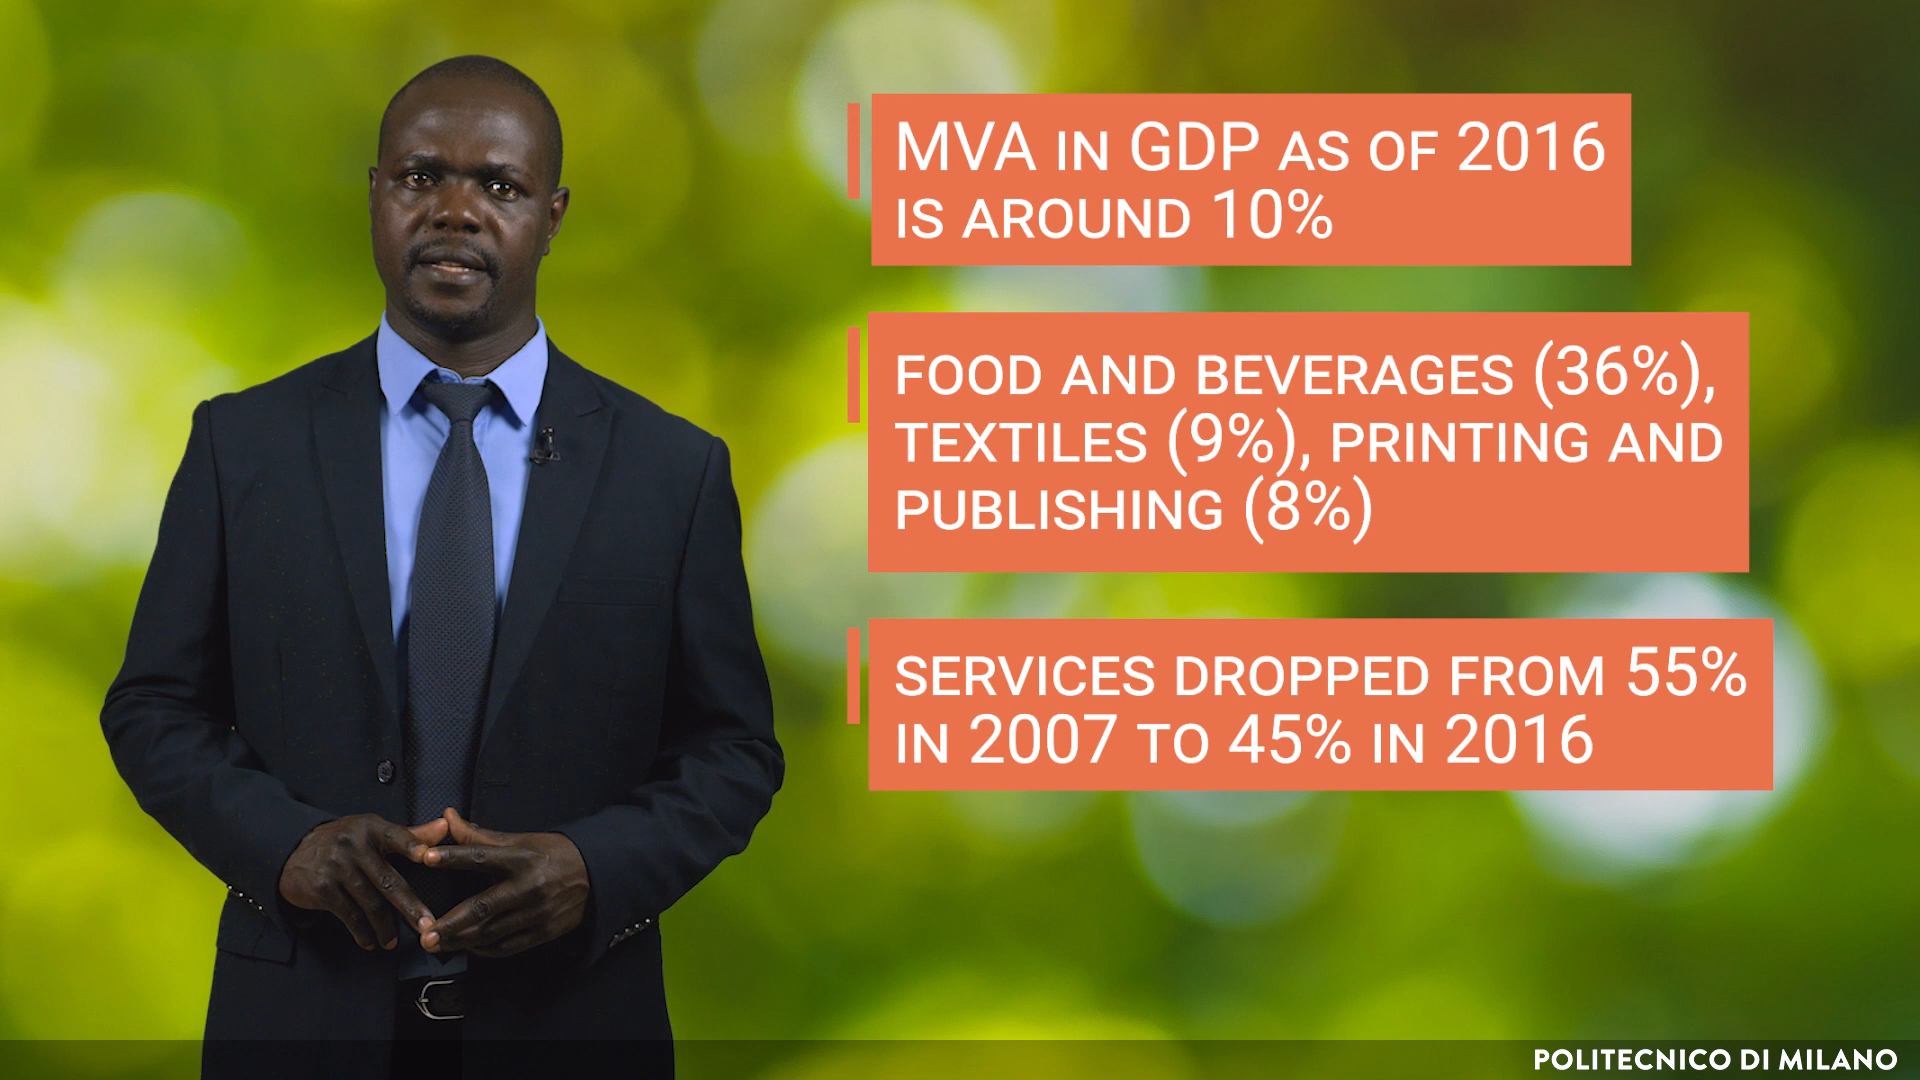 MVA IN GDP AS OF 2016
IS AROUND 10%
FOOD AND BEVERAGES (36%),
TEXTILES (9%), PRINTING AND
PUBLISHING (8%)
SERVICES DROPPED FROM 55%
IN 2007 TO 45% IN 2016
POLITECNICO DI MILANO